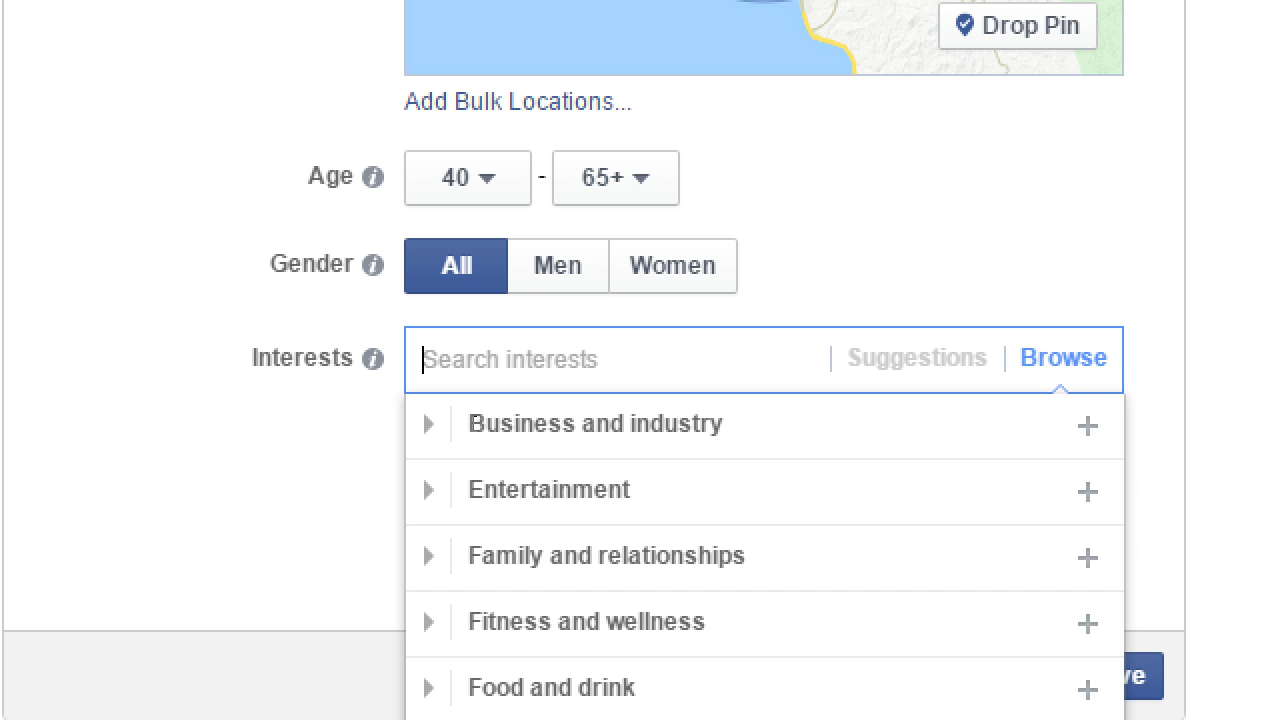 Drop Pin
Add Bulk Locations...
Age 40 - 65+
Gender All Men Women
Interests Search interests Suggestions Browse
Business and industry
Entertainment
Family and relationships
Fitness and wellness
Food and drink
ve